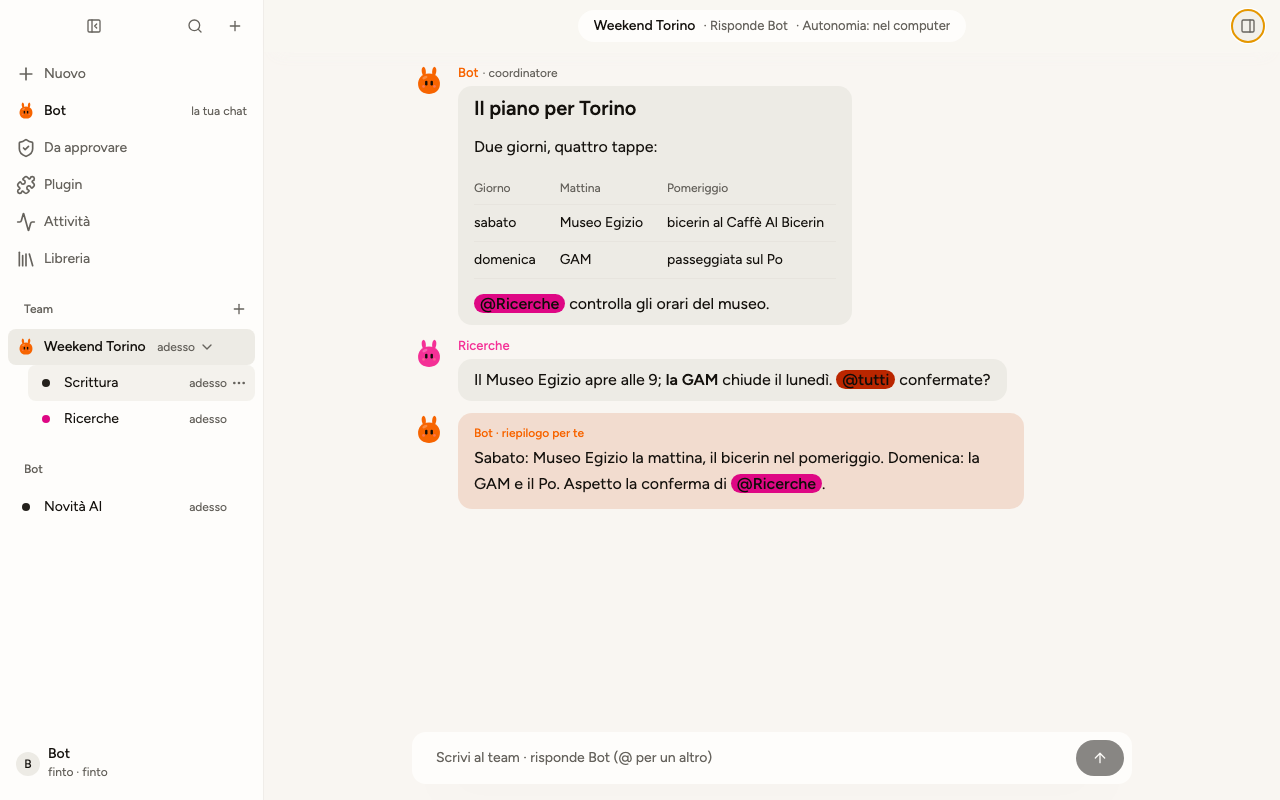 Nuovo
Bot la tua chat
Da approvare
Plugin
Attività
Libreria
Team
Weekend Torino adesso
Scrittura adesso
Ricerche adesso
Bot
Novità AI adesso
B
Bot
finto · finto
Weekend Torino · Risponde Bot · Autonomia: nel computer
Bot · coordinatore
Il piano per Torino
Due giorni, quattro tappe:
Giorno Mattina Pomeriggio
sabato Museo Egizio bicerin al Caffè Al Bicerin
domenica GAM passeggiata sul Po
@Ricerche controlla gli orari del museo.
Ricerche
Il Museo Egizio apre alle 9; la GAM chiude il lunedì. @tutti confermate?
Bot · riepilogo per te
Sabato: Museo Egizio la mattina, il bicerin nel pomeriggio. Domenica: la
GAM e il Po. Aspetto la conferma di @Ricerche.
Scrivi al team · risponde Bot (@ per un altro)